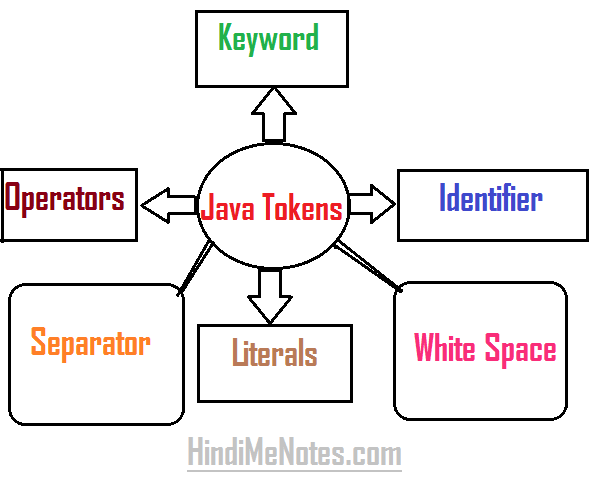 Keyword
Operators
Java Tokens
Identifier
Separator
Literals
White Space
HindiMeNotes.com